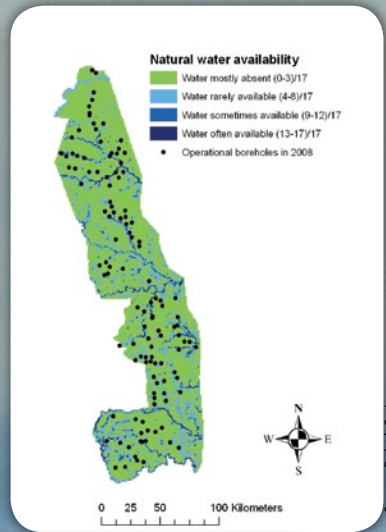 Natural water availability
Water mostly absent (0-3)/17
Water rarely available (4-8)/17
Water sometimes available (9-12)/17
Water often available (13-17)/17
Operational boreholes in 2008
N
W E
S
0 25 50 100 Kilometers